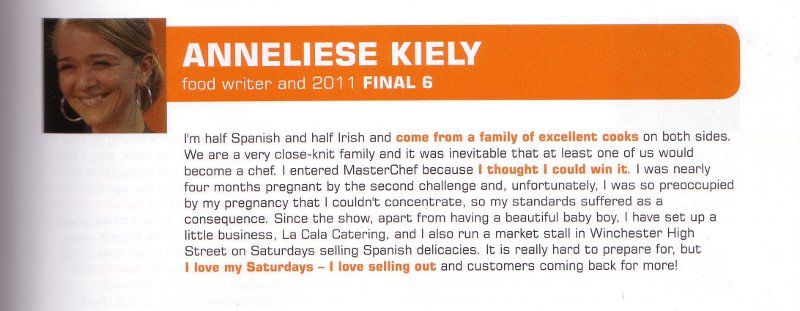 ANNELIESE KIELY
food writer and 2011 FINAL 6
I'm half Spanish and half Irish and come from a family of excellent cooks on both sides.
We are a very close-knit family and it was inevitable that at least one of us would
become a chef. I entered MasterChef because I thought I could win it. I was nearly
four months pregnant by the second challenge and, unfortunately, I was so preoccupied
by my pregnancy that I couldn't concentrate, so my standards suffered as a
consequence. Since the show, apart from having a beautiful baby boy, I have set up a
little business, La Cala Catering, and I also run a market stall in Winchester High
Street on Saturdays selling Spanish delicacies. It is really hard to prepare for, but
I love my Saturdays – I love selling out and customers coming back for more!